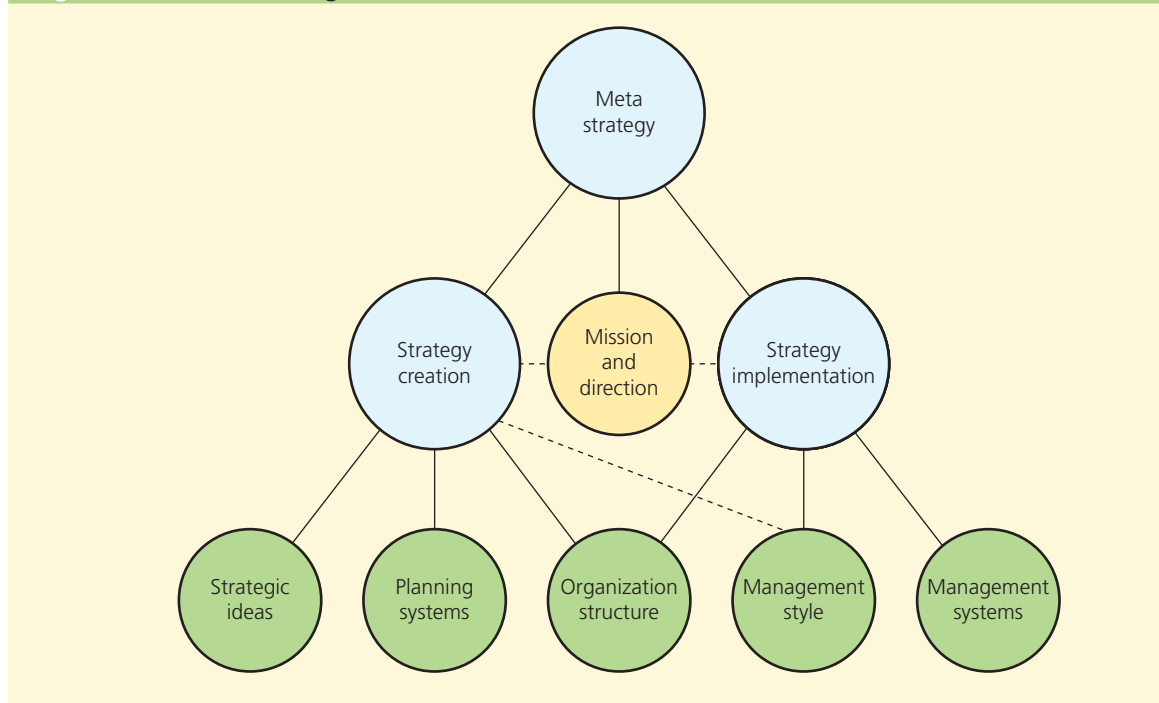 Meta
strategy
Strategy
creation
Mission
and
direction
Strategy
implementation
Strategic
ideas
Planning
systems
Organization
structure
Management
style
Management
systems